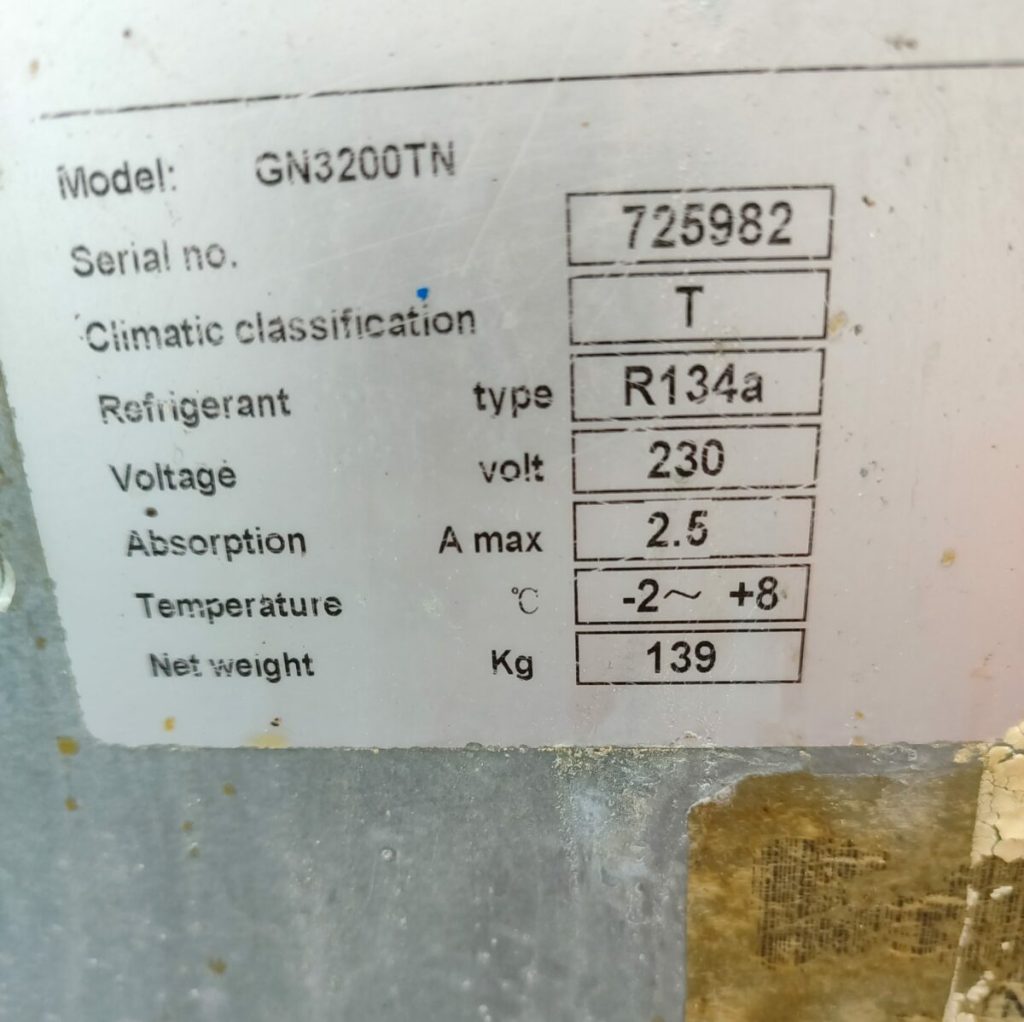 Model: GN3200TN
Serial no. 725982
Climatic classification T
Refrigerant type R134a
Voltage volt 230
Absorption A max 2.5
Temperature ℃ -2～ +8
Net weight Kg 139